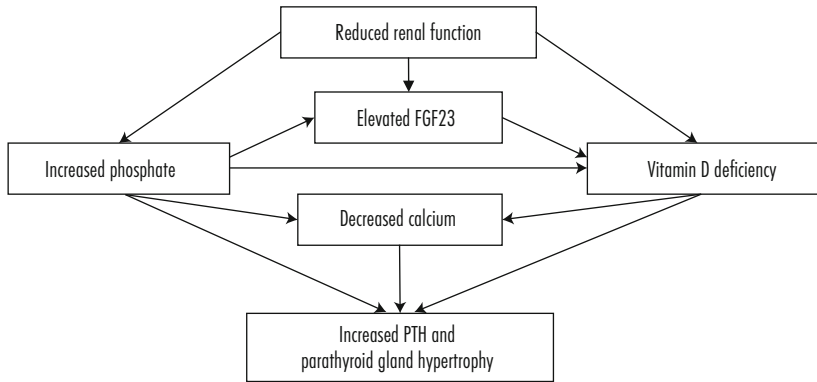 Reduced renal function
Elevated FGF23
Increased phosphate
Vitamin D deficiency
Decreased calcium
Increased PTH and
parathyroid gland hypertrophy